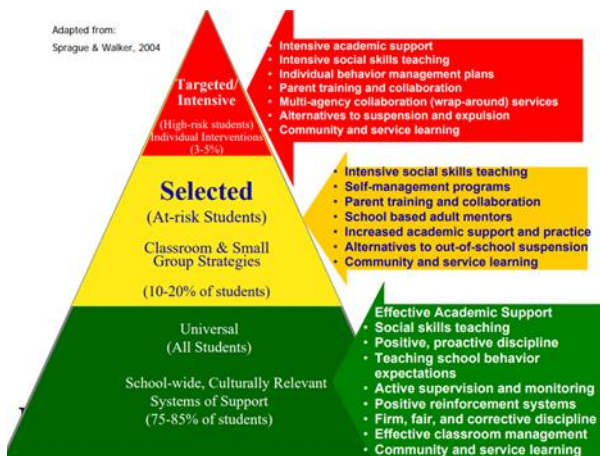 Adapted from:
Sprague & Walker, 2004
Targeted/
Intensive
(High-risk students)
Individual Interventions
(3-5%)
• Intensive academic support
• Intensive social skills teaching
• Individual behavior management plans
• Parent training and collaboration
• Multi-agency collaboration (wrap-around) services
• Alternatives to suspension and expulsion
• Community and service learning
Selected
(At-risk Students)
Classroom & Small
Group Strategies
(10-20% of students)
• Intensive social skills teaching
• Self-management programs
• Parent training and collaboration
• School based adult mentors
• Increased academic support and practice
• Alternatives to out-of-school suspension
• Community and service learning
Universal
(All Students)
School-wide, Culturally Relevant
Systems of Support
(75-85% of students)
Effective Academic Support
• Social skills teaching
• Positive, proactive discipline
• Teaching school behavior
expectations
• Active supervision and monitoring
• Positive reinforcement systems
• Firm, fair, and corrective discipline
• Effective classroom management
• Community and service learning